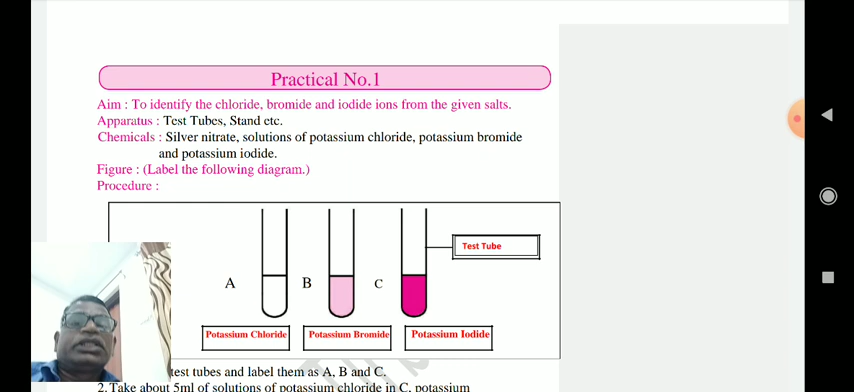 Practical No.1
Aim : To identify the chloride, bromide and iodide ions from the given salts.
Apparatus : Test Tubes, Stand etc.
Chemicals : Silver nitrate, solutions of potassium chloride, potassium bromide
and potassium iodide.
Figure : (Label the following diagram.)
Procedure :
Test Tube
A B C
Potassium Chloride Potassium Bromide Potassium Iodide
test tubes and label them as A, B and C.
2. Take about 5ml of solutions of potassium chloride in C, potassium